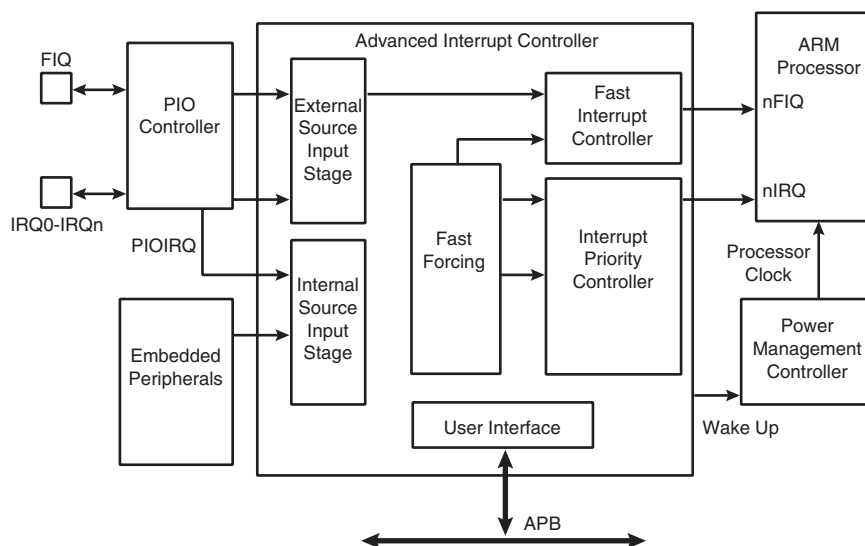 Advanced Interrupt Controller
FIQ
PIO
Controller
IRQ0-IRQn
PIOIRQ
Embedded
Peripherals
External
Source
Input
Stage
Internal
Source
Input
Stage
Fast
Forcing
Fast
Interrupt
Controller
Interrupt
Priority
Controller
User Interface
APB
ARM
Processor
nFIQ
nIRQ
Processor
Clock
Power
Management
Controller
Wake Up